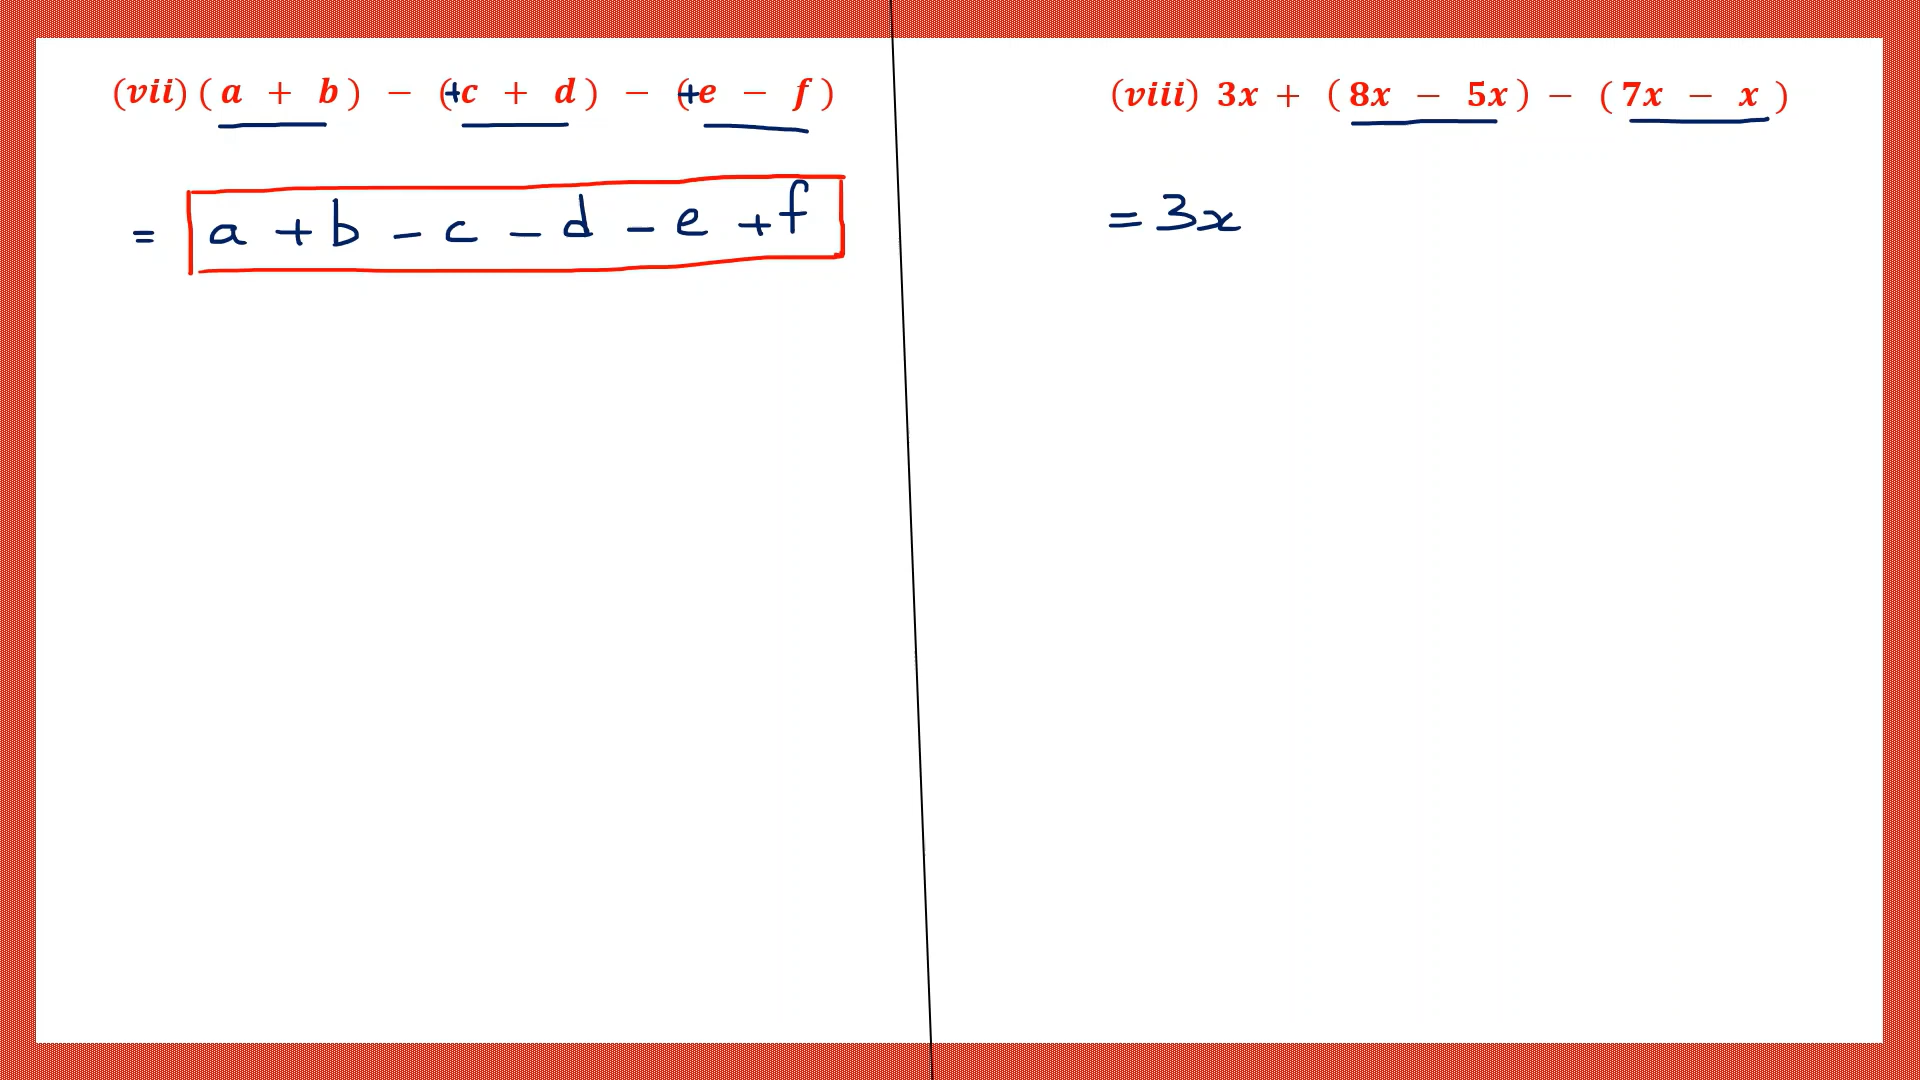 (vii) (a + b) − (+c + d) − (+e − f)
= a + b − c − d − e + f
(viii) 3x + (8x − 5x) − (7x − x)
= 3x